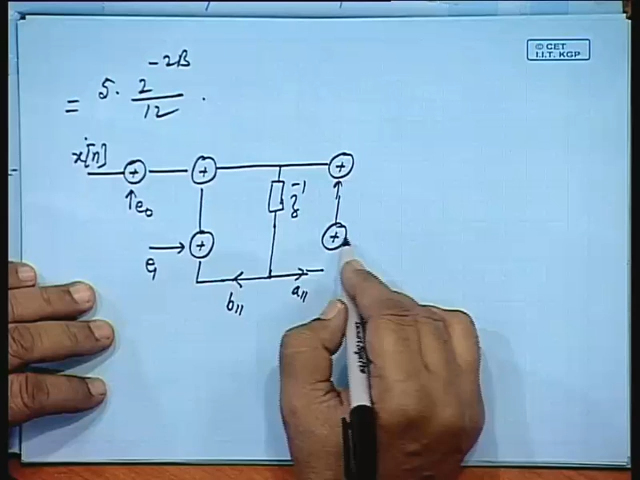 © CET
I.I.T. KGP
= 5 · 2^{-2B} / 12 .
x[n] + + +
z^{-1}
↑e₀
+ +
e₁
b₁₁ a₁₁